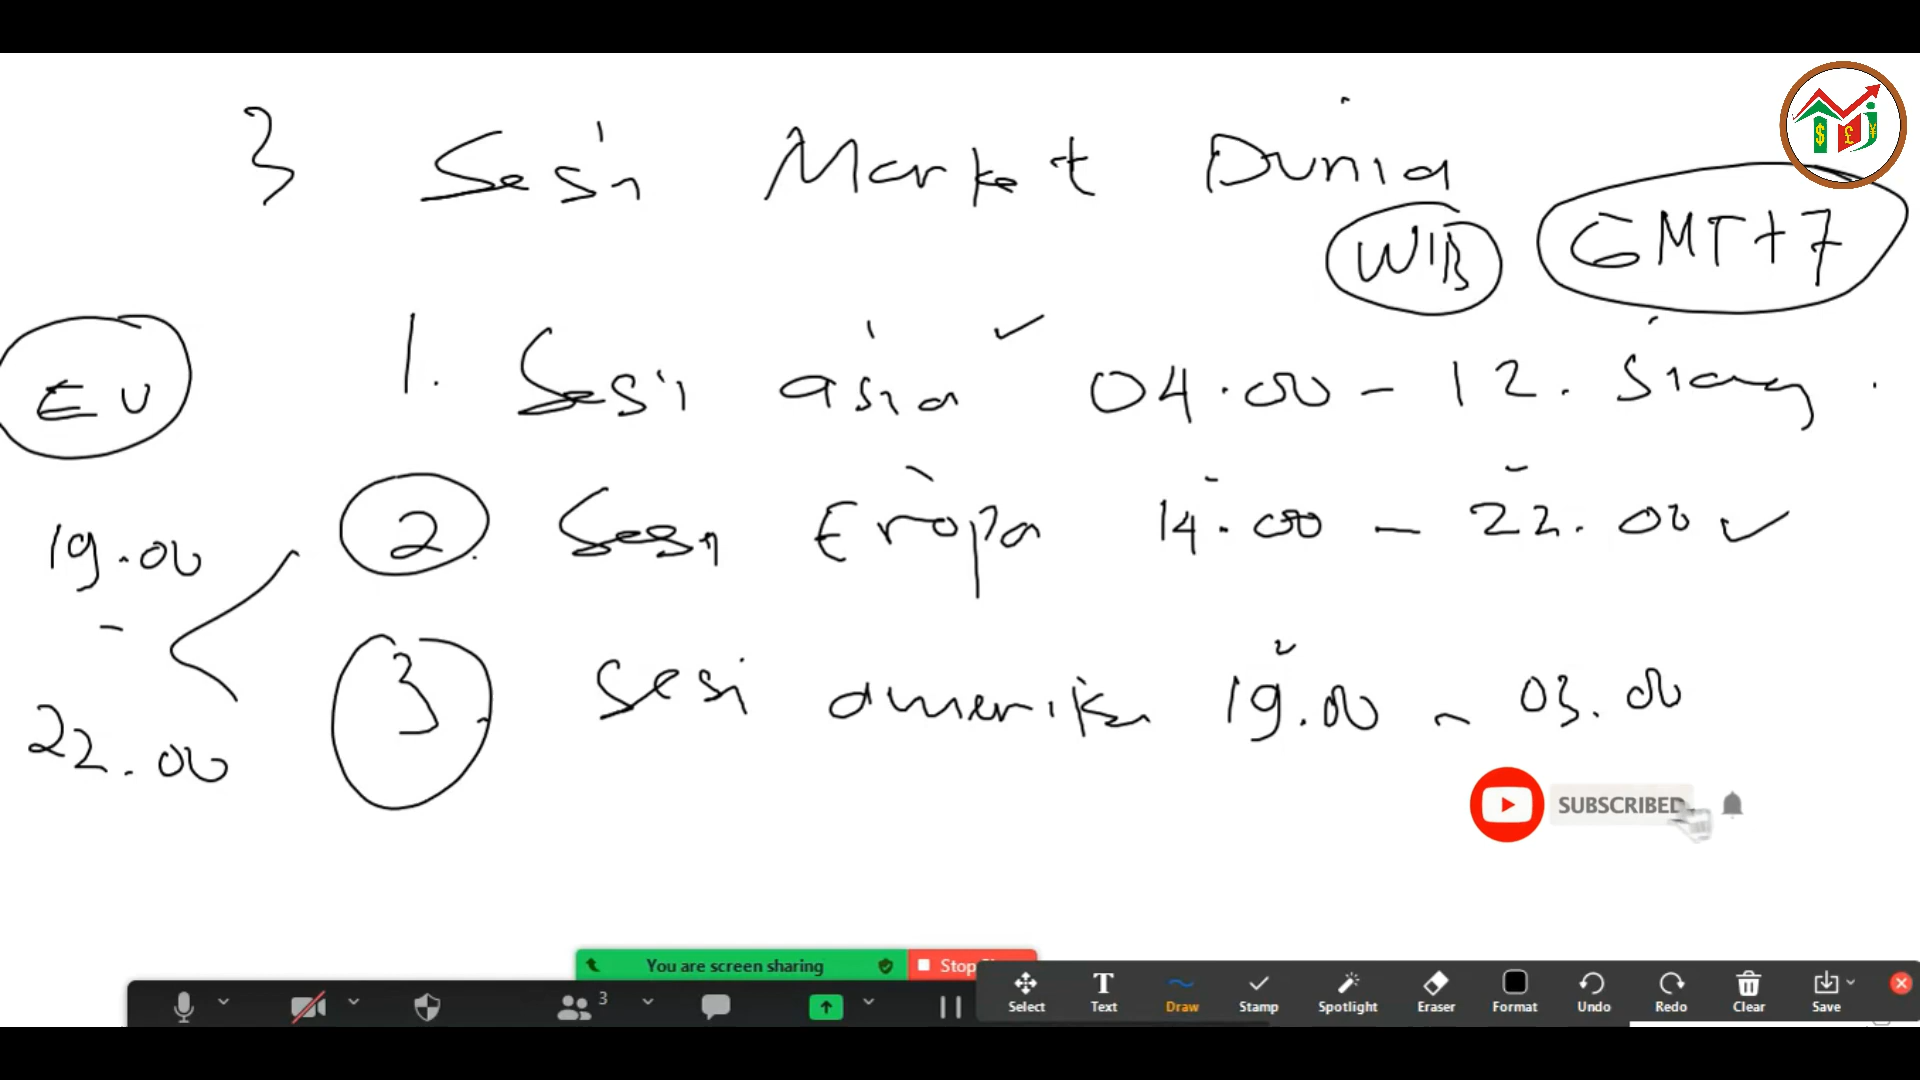 3 Sesi Market Dunia
WIB GMT+7
EU
1. Sesi asia 04.00 - 12. Siang
2. Sesi Eropa 14.00 - 22.00
19.00
-
22.00
3 Sesi amerika 19.00 - 03.00
SUBSCRIBED
You are screen sharing
Stop
3
Select Text Draw Stamp Spotlight Eraser Format Undo Redo Clear Save